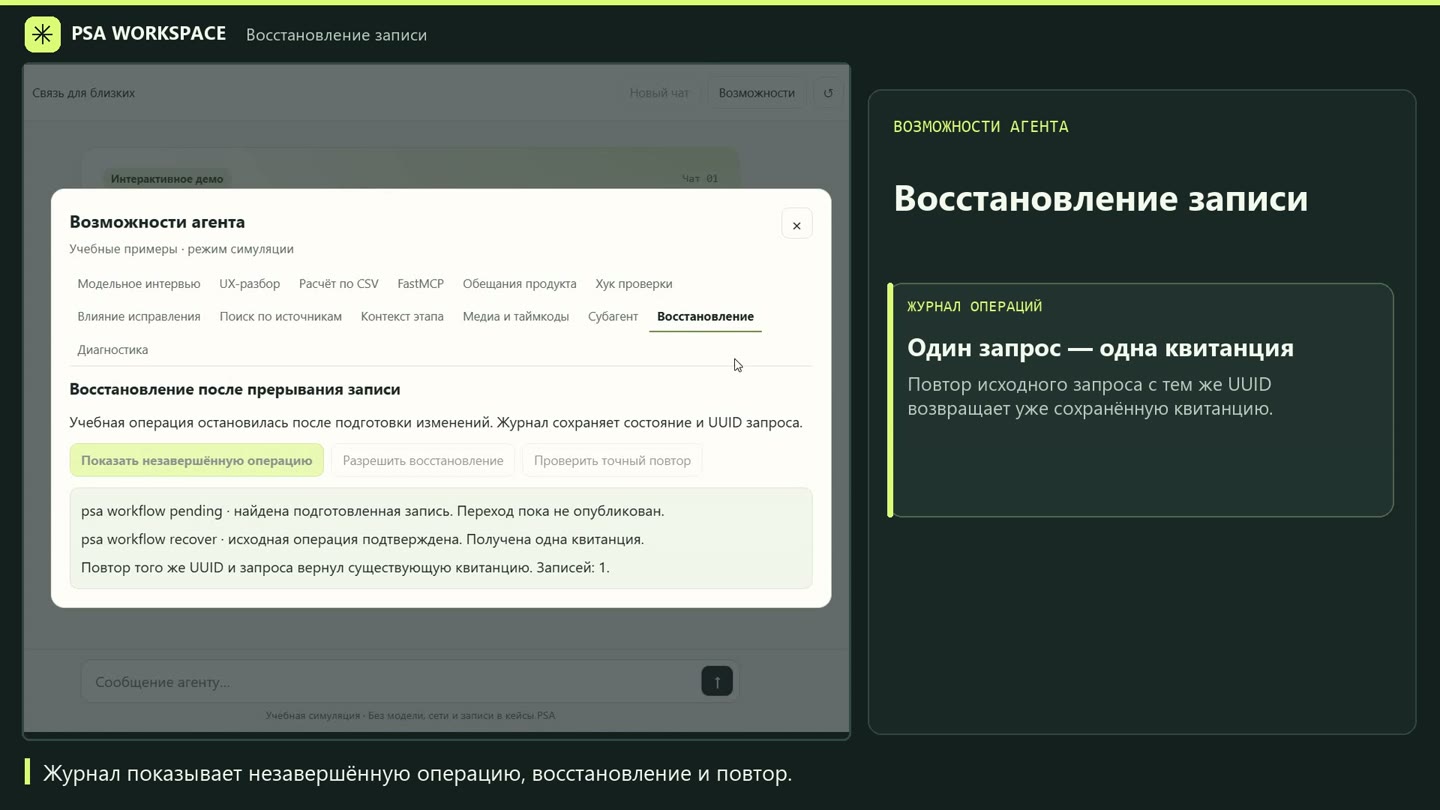 PSA WORKSPACE Восстановление записи
Связь для близких
Новый чат
Возможности
↺
Интерактивное демо
Чат 01
Возможности агента
×
Учебные примеры · режим симуляции
Модельное интервью UX-разбор Расчёт по CSV FastMCP Обещания продукта Хук проверки
Влияние исправления Поиск по источникам Контекст этапа Медиа и таймкоды Субагент Восстановление
Диагностика
Восстановление после прерывания записи
Учебная операция остановилась после подготовки изменений. Журнал сохраняет состояние и UUID запроса.
Показать незавершённую операцию Разрешить восстановление Проверить точный повтор
psa workflow pending · найдена подготовленная запись. Переход пока не опубликован.
psa workflow recover · исходная операция подтверждена. Получена одна квитанция.
Повтор того же UUID и запроса вернул существующую квитанцию. Записей: 1.
Сообщение агенту...
↑
Учебная симуляция · Без модели, сети и записи в кейсы PSA
ВОЗМОЖНОСТИ АГЕНТА
Восстановление записи
ЖУРНАЛ ОПЕРАЦИЙ
Один запрос — одна квитанция
Повтор исходного запроса с тем же UUID
возвращает уже сохранённую квитанцию.
Журнал показывает незавершённую операцию, восстановление и повтор.